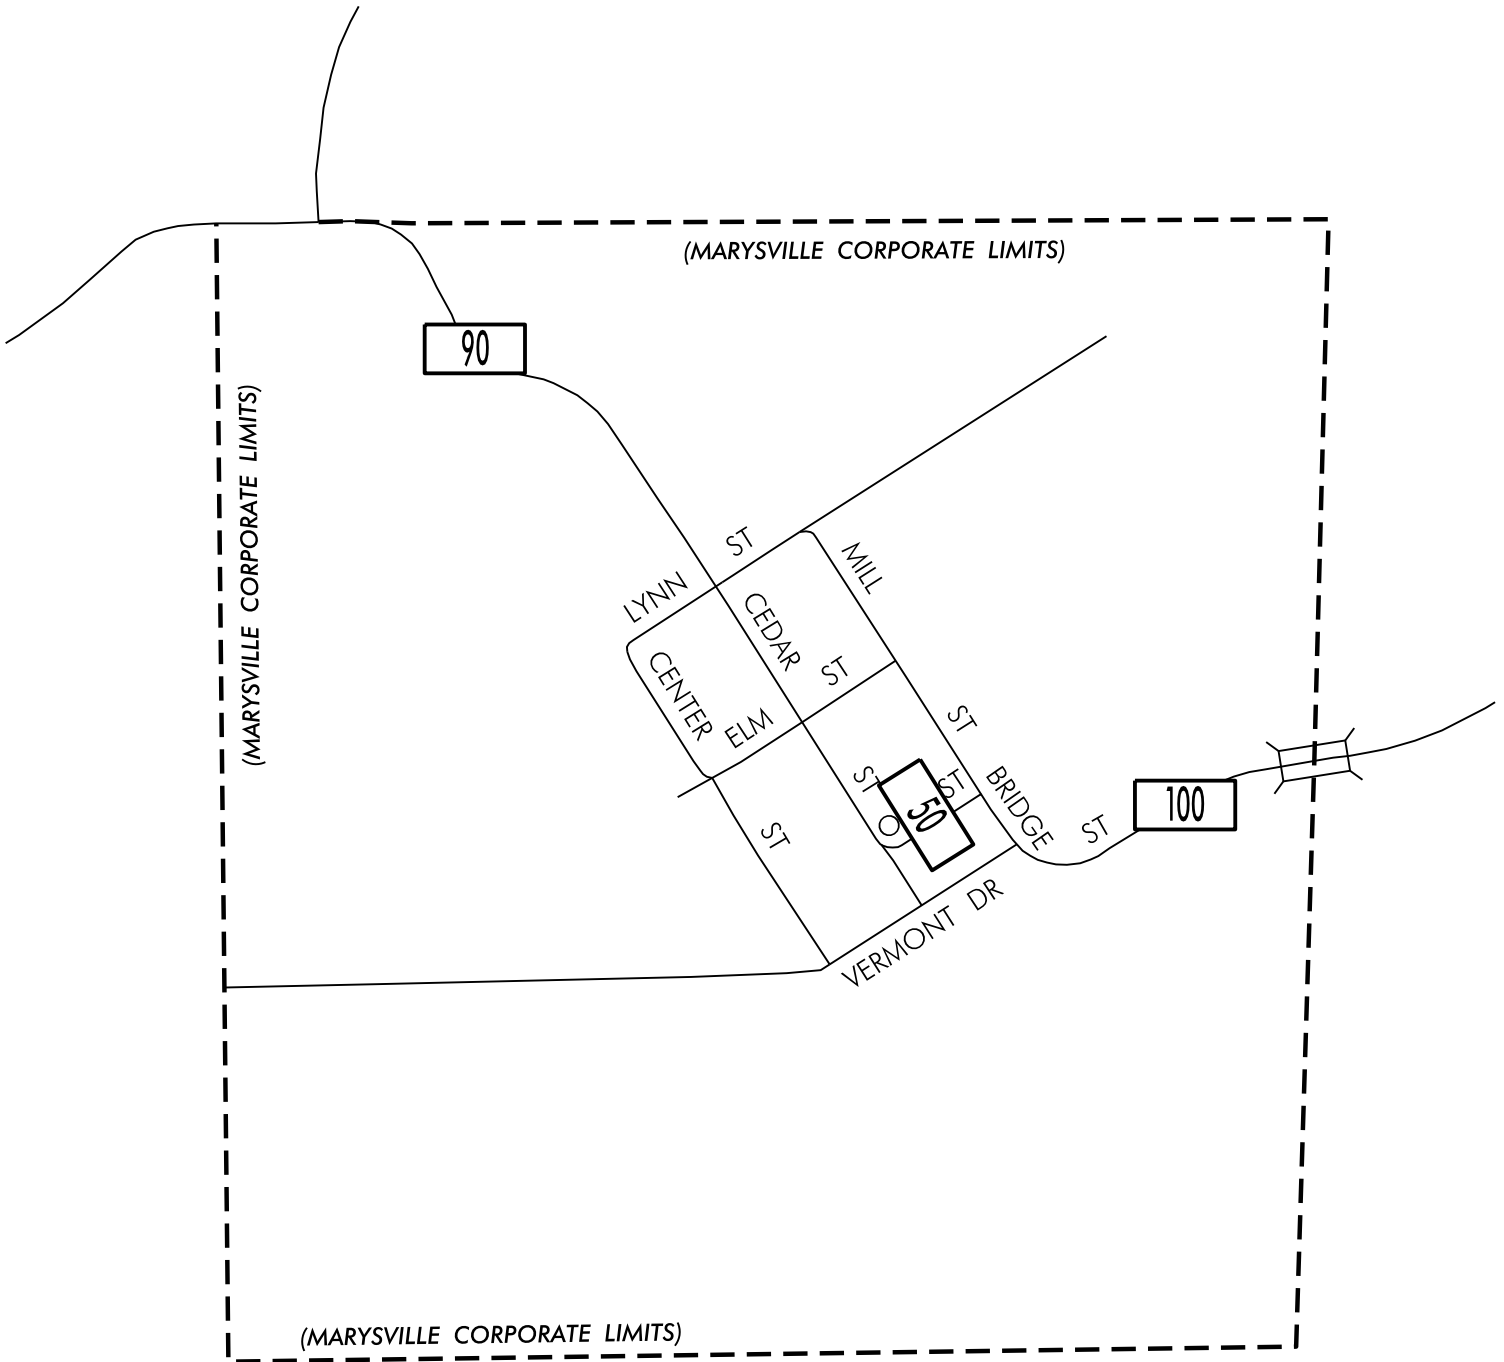 (MARYSVILLE CORPORATE LIMITS)
90
(MARYSVILLE CORPORATE LIMITS)
LYNN ST
MILL ST
CEDAR ST
CENTER ST
ELM ST
50
O ST
BRIDGE ST
100
VERMONT DR
(MARYSVILLE CORPORATE LIMITS)